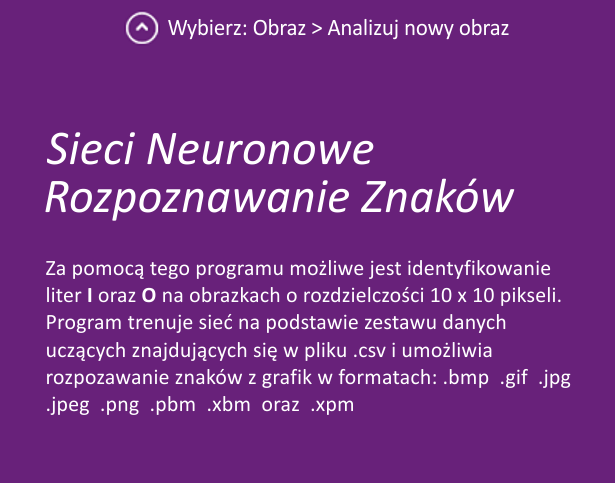 Wybierz: Obraz > Analizuj nowy obraz
Sieci Neuronowe
Rozpoznawanie Znaków
Za pomocą tego programu możliwe jest identyfikowanie
liter I oraz O na obrazkach o rozdzielczości 10 x 10 pikseli.
Program trenuje sieć na podstawie zestawu danych
uczących znajdujących się w pliku .csv i umożliwia
rozpozawanie znaków z grafik w formatach: .bmp .gif .jpg
.jpeg .png .pbm .xbm oraz .xpm